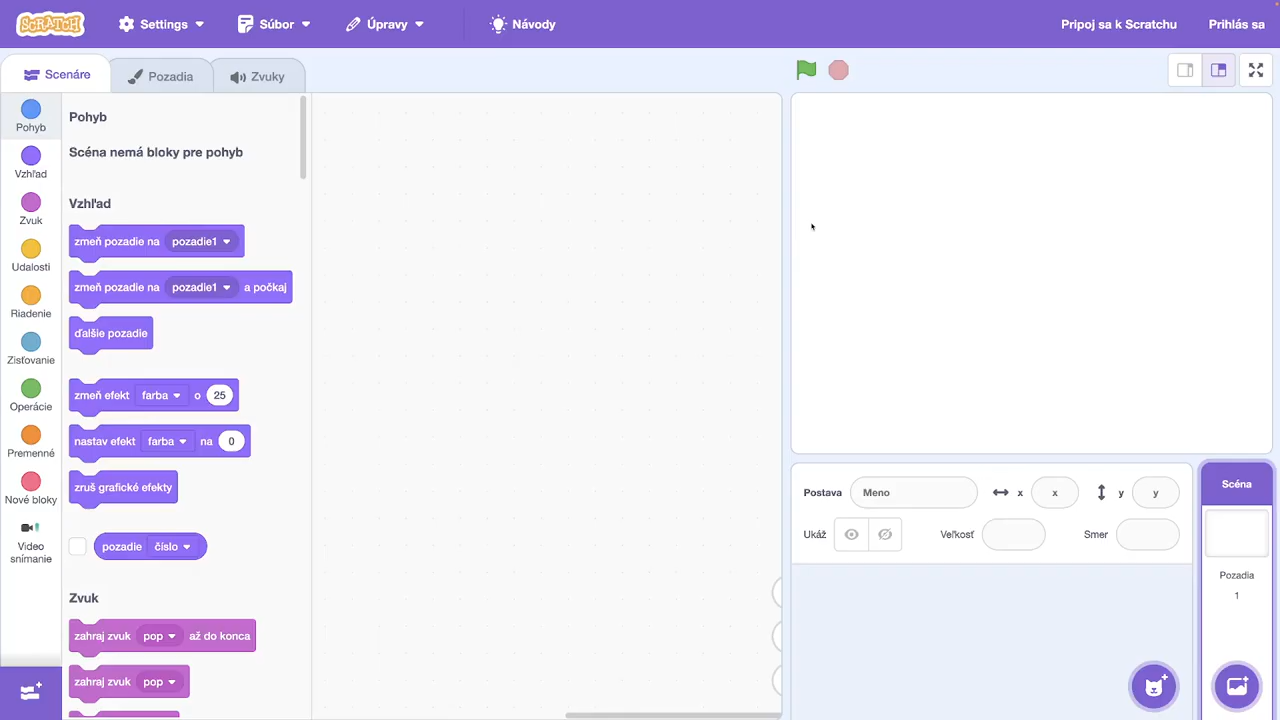 SCRATCH
Settings
Súbor
Úpravy
Návody
Pripoj sa k Scratchu
Prihlás sa
Scenáre
Pozadia
Zvuky
Pohyb
Vzhľad
Zvuk
Udalosti
Riadenie
Zisťovanie
Operácie
Premenné
Nové bloky
Video
snímanie
Pohyb
Scéna nemá bloky pre pohyb
Vzhľad
zmeň pozadie na pozadie1
zmeň pozadie na pozadie1 a počkaj
ďalšie pozadie
zmeň efekt farba o 25
nastav efekt farba na 0
zruš grafické efekty
pozadie číslo
Zvuk
zahraj zvuk pop až do konca
zahraj zvuk pop
Postava Meno x x y y
Ukáž Veľkosť Smer
Scéna
Pozadia
1